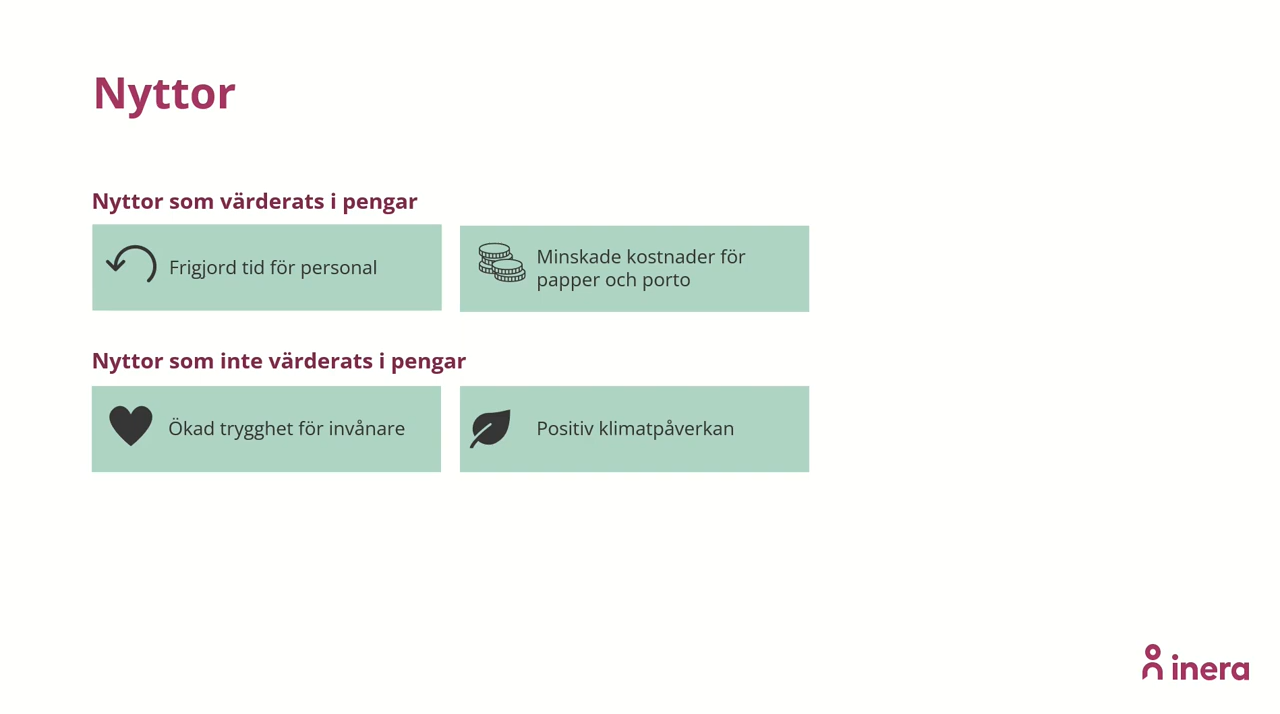 Nyttor
Nyttor som värderats i pengar
Frigjord tid för personal
Minskade kostnader för
papper och porto
Nyttor som inte värderats i pengar
Ökad trygghet för invånare
Positiv klimatpåverkan
inera